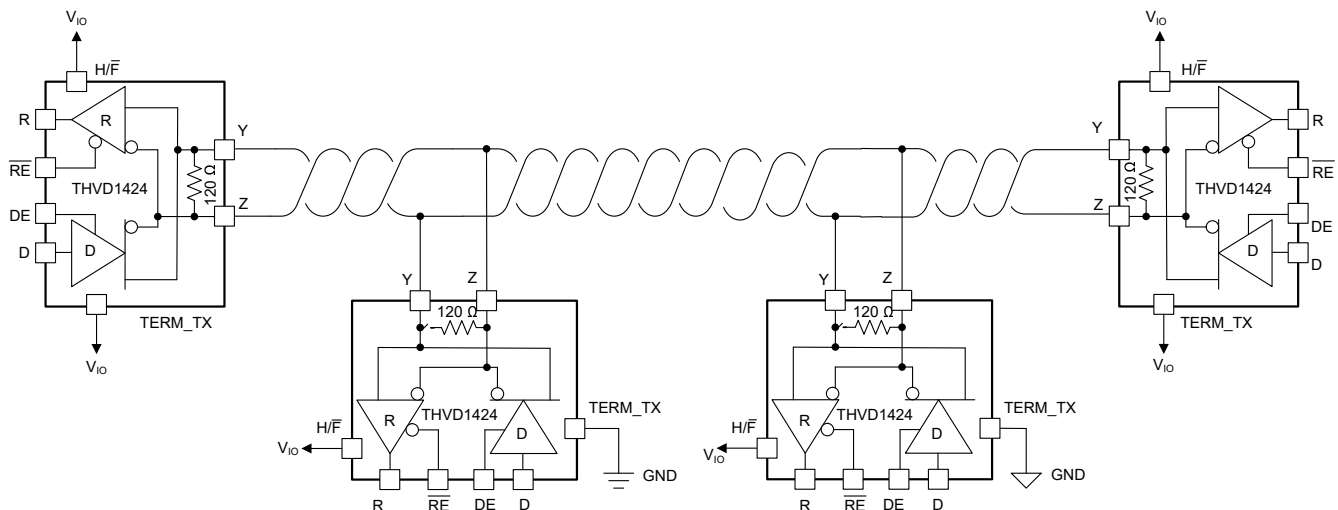 V_IO
V_IO
H/F̅
H/F̅
R
R
R
Y
Y
R̅E̅
R̅E̅
THVD1424
120 Ω
120 Ω
THVD1424
DE
DE
Z
Z
D
D
D
D
TERM_TX
TERM_TX
V_IO
V_IO
Y
Z
Y
Z
120 Ω
120 Ω
R
THVD1424
D
TERM_TX
R
THVD1424
D
TERM_TX
H/F̅
H/F̅
V_IO
V_IO
GND
GND
R
R̅E̅
DE
D
R
R̅E̅
DE
D